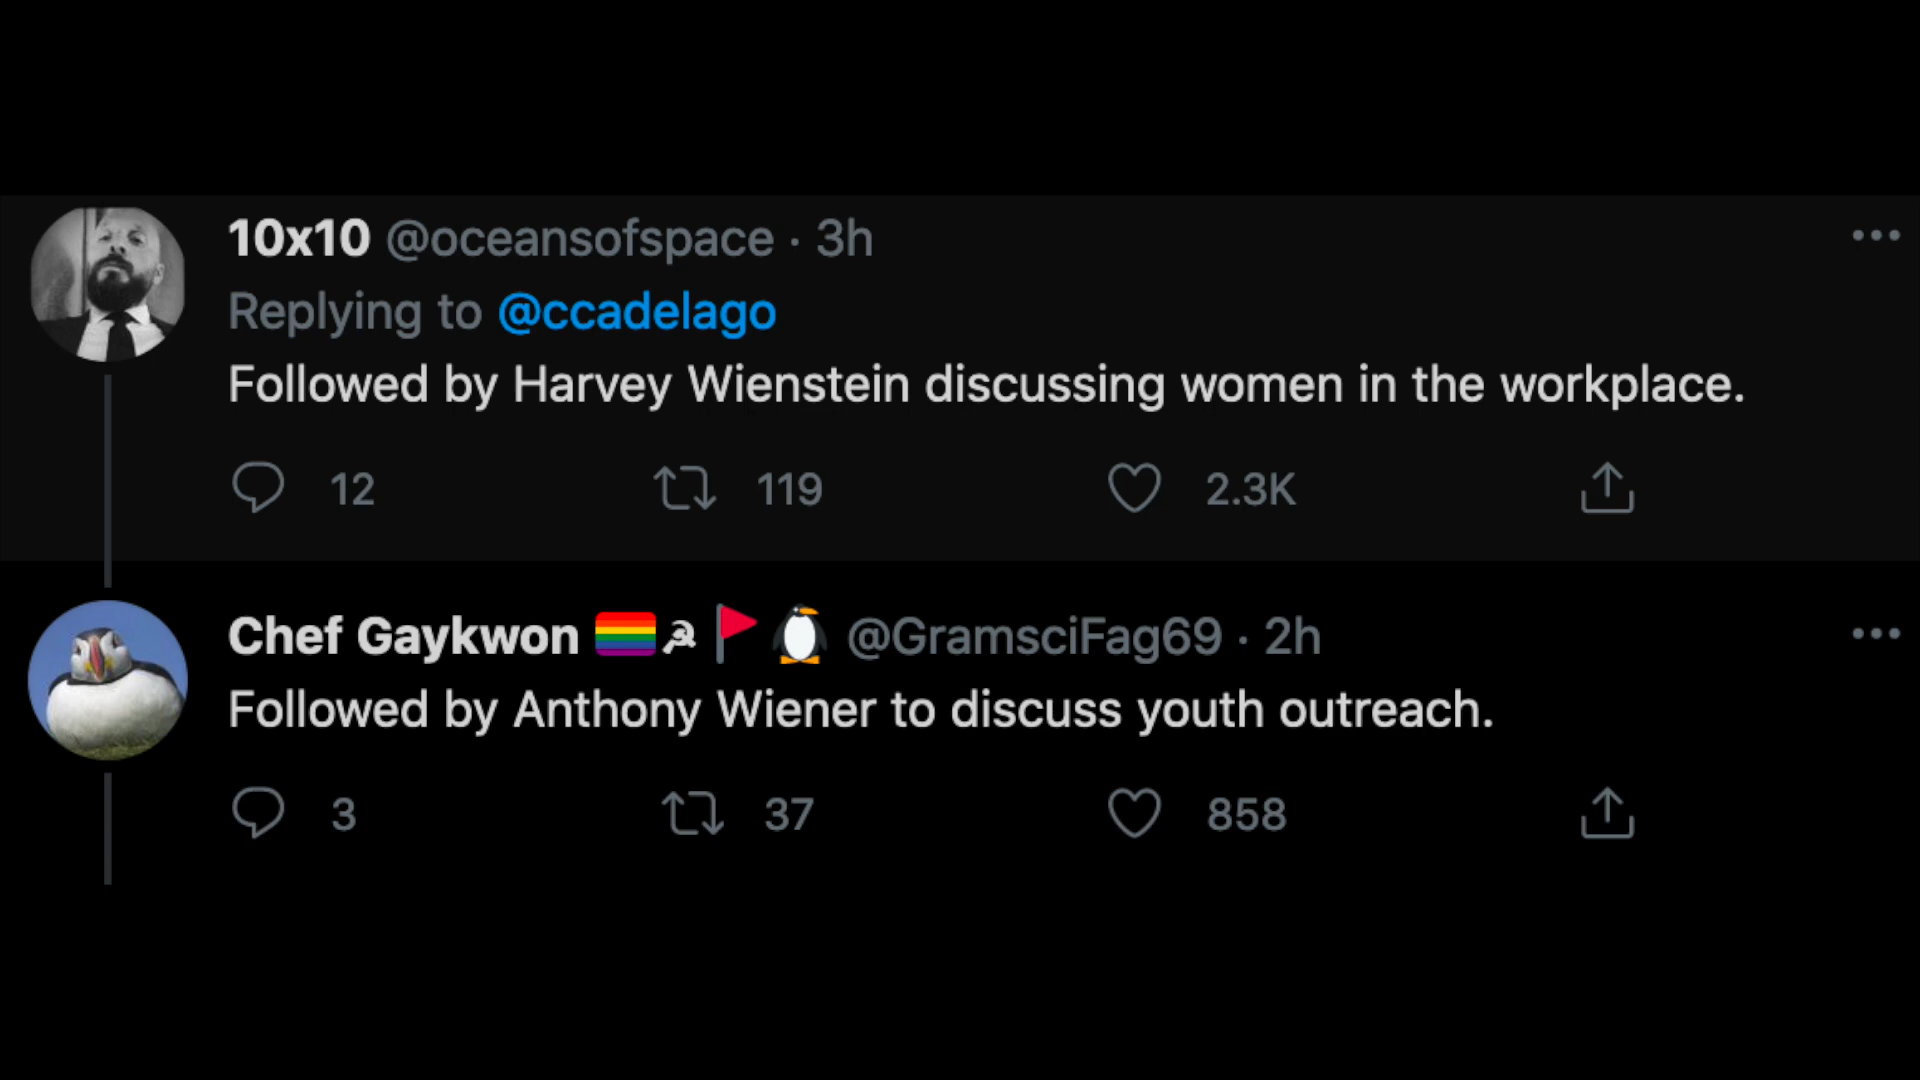 10x10 @oceansofspace · 3h
Replying to @ccadelago
Followed by Harvey Wienstein discussing women in the workplace.
12 119 2.3K
Chef Gaykwon 🏳️‍🌈☭🚩🐧 @GramsciFag69 · 2h
Followed by Anthony Wiener to discuss youth outreach.
3 37 858